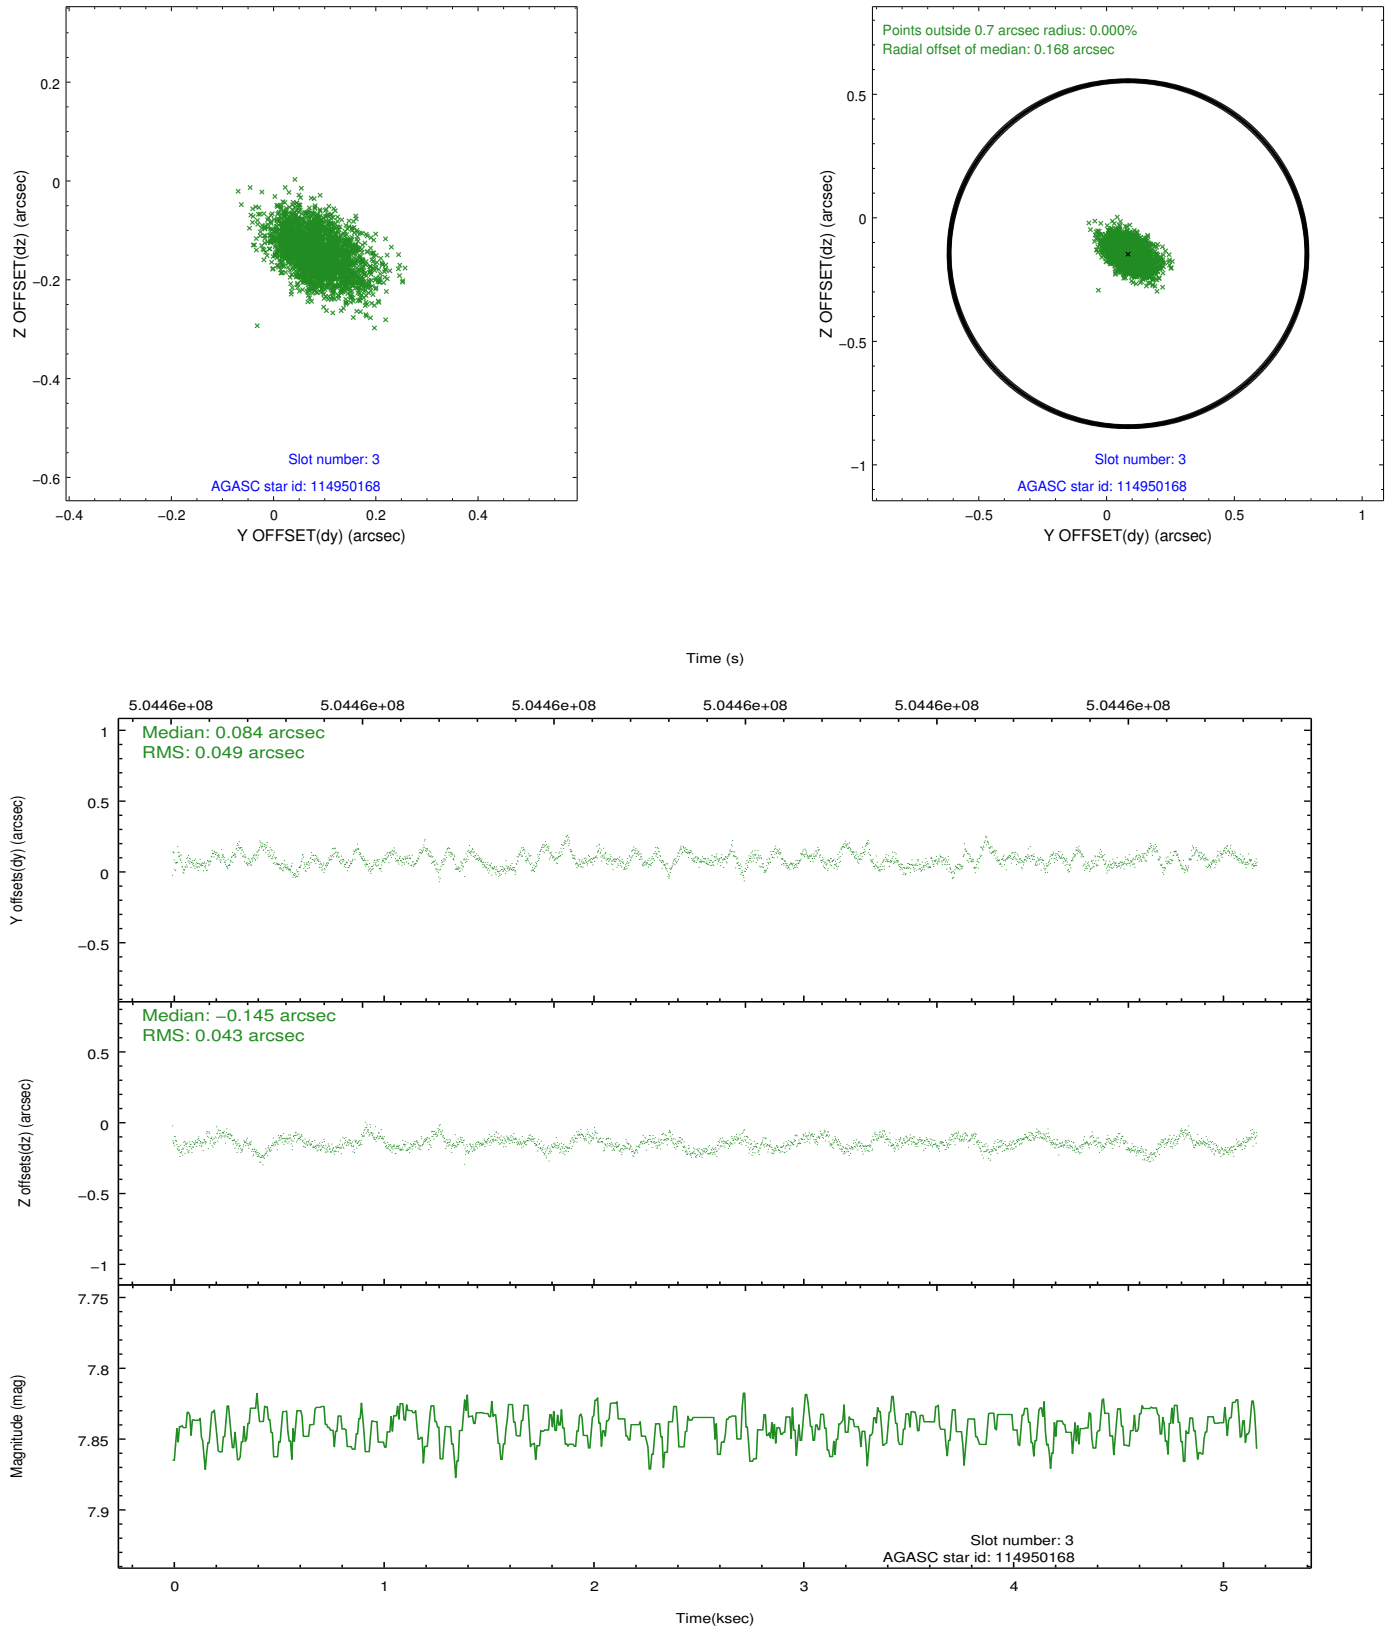 0.2
0
−0.2
−0.4
−0.6
Z OFFSET(dz) (arcsec)
Slot number: 3
AGASC star id: 114950168
−0.4
−0.2
0
0.2
0.4
Y OFFSET(dy) (arcsec)
Points outside 0.7 arcsec radius: 0.000%
Radial offset of median: 0.168 arcsec
0.5
0
−0.5
−1
Z OFFSET(dz) (arcsec)
Slot number: 3
AGASC star id: 114950168
−0.5
0
0.5
1
Y OFFSET(dy) (arcsec)
Time (s)
5.0446e+08
5.0446e+08
5.0446e+08
5.0446e+08
5.0446e+08
5.0446e+08
Median: 0.084 arcsec
RMS: 0.049 arcsec
1
0.5
0
−0.5
Y offsets(dy) (arcsec)
Median: −0.145 arcsec
RMS: 0.043 arcsec
0.5
0
−0.5
−1
Z offsets(dz) (arcsec)
7.75
7.8
7.85
7.9
Magnitude (mag)
Slot number: 3
AGASC star id: 114950168
0
1
2
3
4
5
Time(ksec)